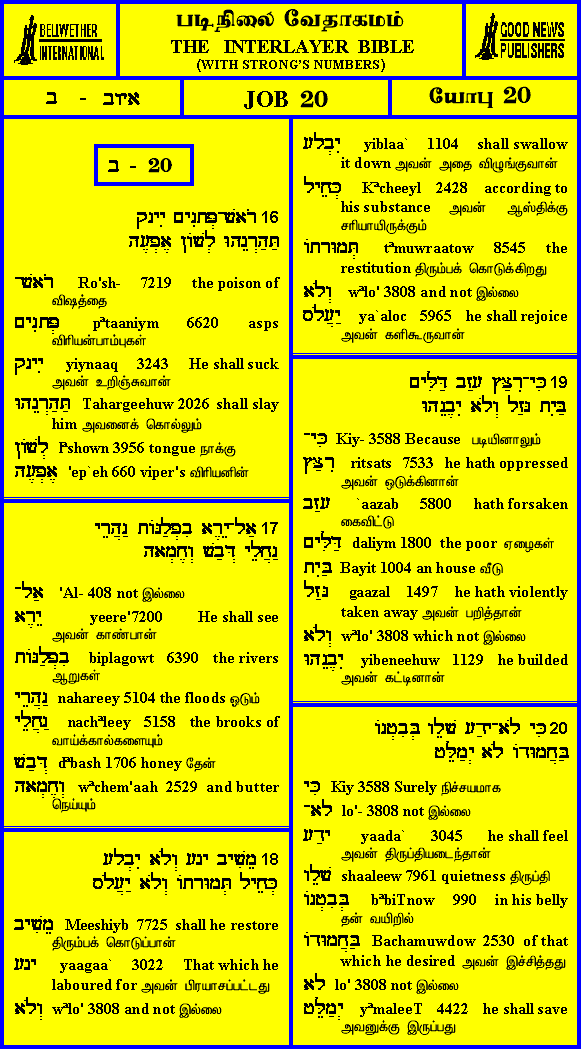 BELLWETHER
INTERNATIONAL
படிநிலை வேதாகமம்
THE INTERLAYER BIBLE
(WITH STRONG'S NUMBERS)
GOOD NEWS
PUBLISHERS
איוב - ב
JOB 20
யோபு 20
ב - 20
16 רֹאשׁ־פְּתָנִים יִינָק
תַּהַרְגֵהוּ לְשׁוֹן אֶפְעֶה
רֹאשׁ־ Ro'sh- 7219 the poison of
விஷத்தை
פְּתָנִים pᵊtaaniym 6620 asps
விரியன்பாம்புகள்
יִינָק yiynaaq 3243 He shall suck
அவன் உறிஞ்சுவான்
תַּהַרְגֵהוּ Tahargeehuw 2026 shall slay
him அவனைக் கொல்லும்
לְשׁוֹן lᵊshown 3956 tongue நாக்கு
אֶפְעֶה 'ep`eh 660 viper's விரியனின்
17 אַל־יֵרֶא בִפְלַגּוֹת נַהֲרֵי
נַחֲלֵי דְּבַשׁ וְחֶמְאָה
אַל־ 'Al- 408 not இல்லை
יֵרֶא yeere'7200 He shall see
அவன் காண்பான்
בִפְלַגּוֹת biplagowt 6390 the rivers
ஆறுகள்
נַהֲרֵי nahareey 5104 the floods ஓடும்
נַחֲלֵי nachᵃleey 5158 the brooks of
வாய்க்கால்களையும்
דְּבַשׁ dᵊbash 1706 honey தேன்
וְחֶמְאָה wᵊchem'aah 2529 and butter
நெய்யும்
18 מֵשִׁיב יָגָע וְלֹא יִבְלָע
כְּחֵיל תְּמוּרָתוֹ וְלֹא יַעֲלֹס
מֵשִׁיב Meeshiyb 7725 shall he restore
திரும்பக் கொடுப்பான்
יָגָע yaagaa` 3022 That which he
laboured for அவன் பிரயாசப்பட்டது
וְלֹא wᵊlo' 3808 and not இல்லை
יִבְלָע yiblaa` 1104 shall swallow
it down அவன் அதை விழுங்குவான்
כְּחֵיל Kᵊcheeyl 2428 according to
his substance அவன் ஆஸ்திக்கு
சரியாயிருக்கும்
תְּמוּרָתוֹ tᵊmuwraatow 8545 the
restitution திரும்பக் கொடுக்கிறது
וְלֹא wᵊlo' 3808 and not இல்லை
יַעֲלֹס ya`aloc 5965 he shall rejoice
அவன் களிகூருவான்
19 כִּי־רִצַּץ עָזַב דַּלִּים
בַּיִת גָּזַל וְלֹא יִבֶנֵהוּ
כִּי־ Kiy- 3588 Because படியினாலும்
רִצַּץ ritsats 7533 he hath oppressed
அவன் ஒடுக்கினான்
עָזַב `aazab 5800 hath forsaken
கைவிட்டு
דַּלִּים daliym 1800 the poor ஏழைகள்
בַּיִת Bayit 1004 an house வீடு
גָּזַל gaazal 1497 he hath violently
taken away அவன் பறித்தான்
וְלֹא wᵊlo' 3808 which not இல்லை
יִבֶנֵהוּ yibeneehuw 1129 he builded
அவன் கட்டினான்
20 כִּי לֹא־יָדַע שָׁלֵו בְּבִטְנוֹ
בַּחֲמוּדוֹ לֹא יְמַלֵּט
כִּי Kiy 3588 Surely நிச்சயமாக
לֹא־ lo'- 3808 not இல்லை
יָדַע yaada` 3045 he shall feel
அவன் திருப்தியடைந்தான்
שָׁלֵו shaaleew 7961 quietness திருப்தி
בְּבִטְנוֹ bᵊbiTnow 990 in his belly
தன் வயிறில்
בַּחֲמוּדוֹ Bachamuwdow 2530 of that
which he desired அவன் இச்சித்தது
לֹא lo' 3808 not இல்லை
יְמַלֵּט yᵊmaleeT 4422 he shall save
அவனுக்கு இருப்பது